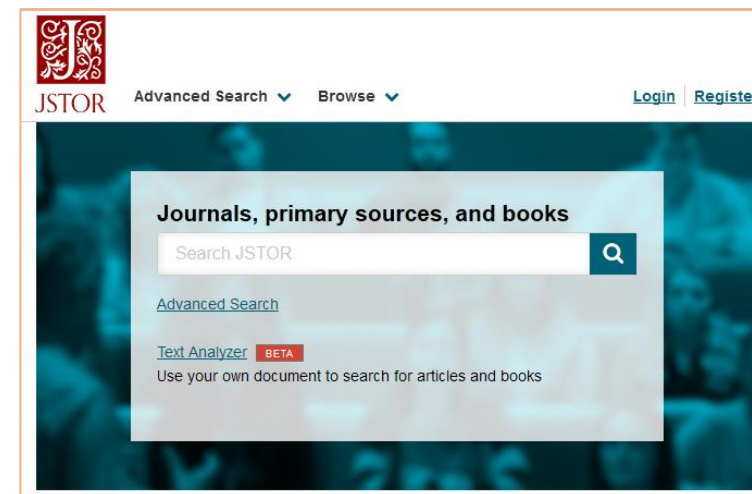 JSTOR
Advanced Search Browse Login Registe
Journals, primary sources, and books
Search JSTOR
Advanced Search
Text Analyzer BETA
Use your own document to search for articles and books